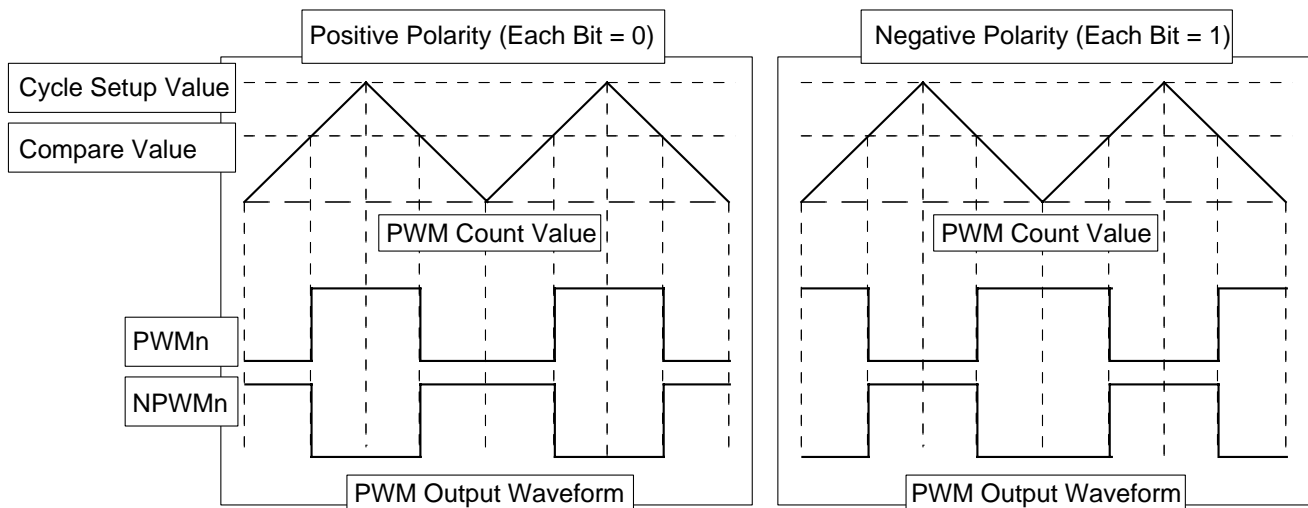 Positive Polarity (Each Bit = 0)
Negative Polarity (Each Bit = 1)
Cycle Setup Value
Compare Value
PWM Count Value
PWM Count Value
PWMn
NPWMn
PWM Output Waveform
PWM Output Waveform